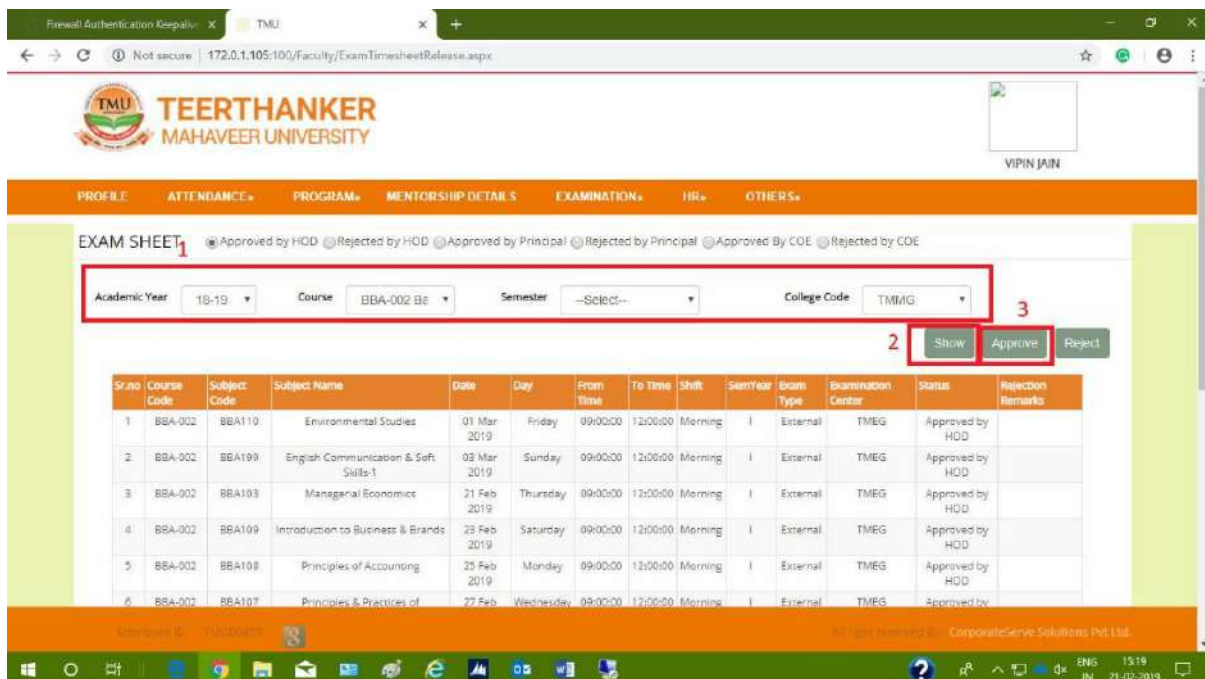 Firewall Authentication Keepaliv
TMU
Not secure 172.0.1.105:100/Faculty/ExamTimesheetRelease.aspx
TMU
TEERTHANKER
MAHAVEER UNIVERSITY
VIPIN JAIN
PROFILE ATTENDANCE» PROGRAM» MENTORSHIP DETAILS EXAMINATION» HR» OTHERS»
EXAM SHEET Approved by HOD Rejected by HOD Approved by Principal Rejected by Principal Approved By COE Rejected by COE
1
Academic Year 18-19 Course BBA-002 Ba Semester --Select-- College Code TMMG
2 Show 3 Approve Reject
Sr.no Course Code Subject Code Subject Name Date Day From Time To Time Shift SemYear Exam Type Examination Center Status Rejection Remarks
1 BBA-002 BBA110 Environmental Studies 01 Mar 2019 Friday 09:00:00 12:00:00 Morning I External TMEG Approved by HOD
2 BBA-002 BBA199 English Communication & Soft Skills-1 03 Mar 2019 Sunday 09:00:00 12:00:00 Morning I External TMEG Approved by HOD
3 BBA-002 BBA103 Managerial Economics 21 Feb 2019 Thursday 09:00:00 12:00:00 Morning I External TMEG Approved by HOD
4 BBA-002 BBA109 Introduction to Business & Brands 23 Feb 2019 Saturday 09:00:00 12:00:00 Morning I External TMEG Approved by HOD
5 BBA-002 BBA108 Principles of Accounting 25 Feb 2019 Monday 09:00:00 12:00:00 Morning I External TMEG Approved by HOD
6 BBA-002 BBA107 Principles & Practices of 27 Feb Wednesday 09:00:00 12:00:00 Morning I External TMEG Approved by
Employee ID
CorporateServe Solutions Pvt Ltd.
ENG 15:19
IN 21-02-2019